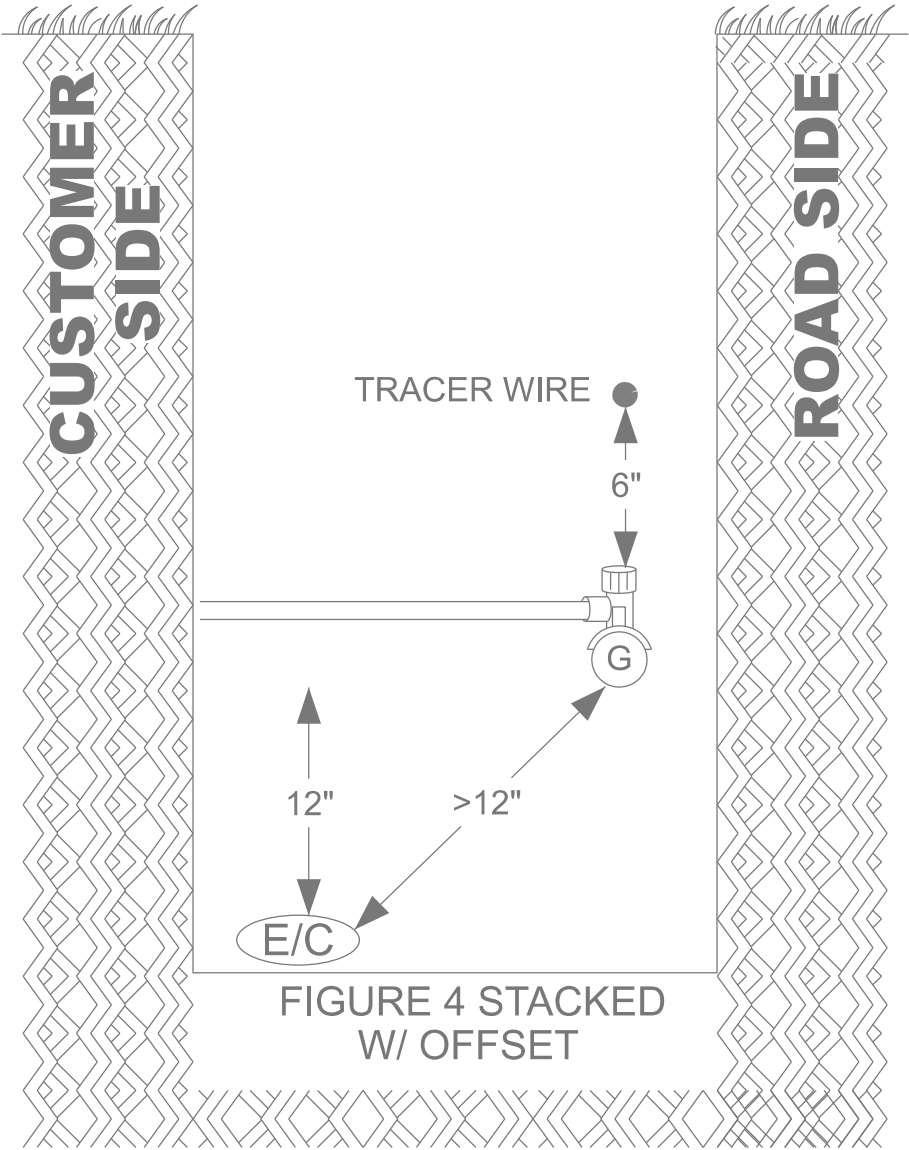 CUSTOMER
SIDE
ROAD SIDE
TRACER WIRE
6"
G
12"
>12"
E/C
FIGURE 4 STACKED
W/ OFFSET